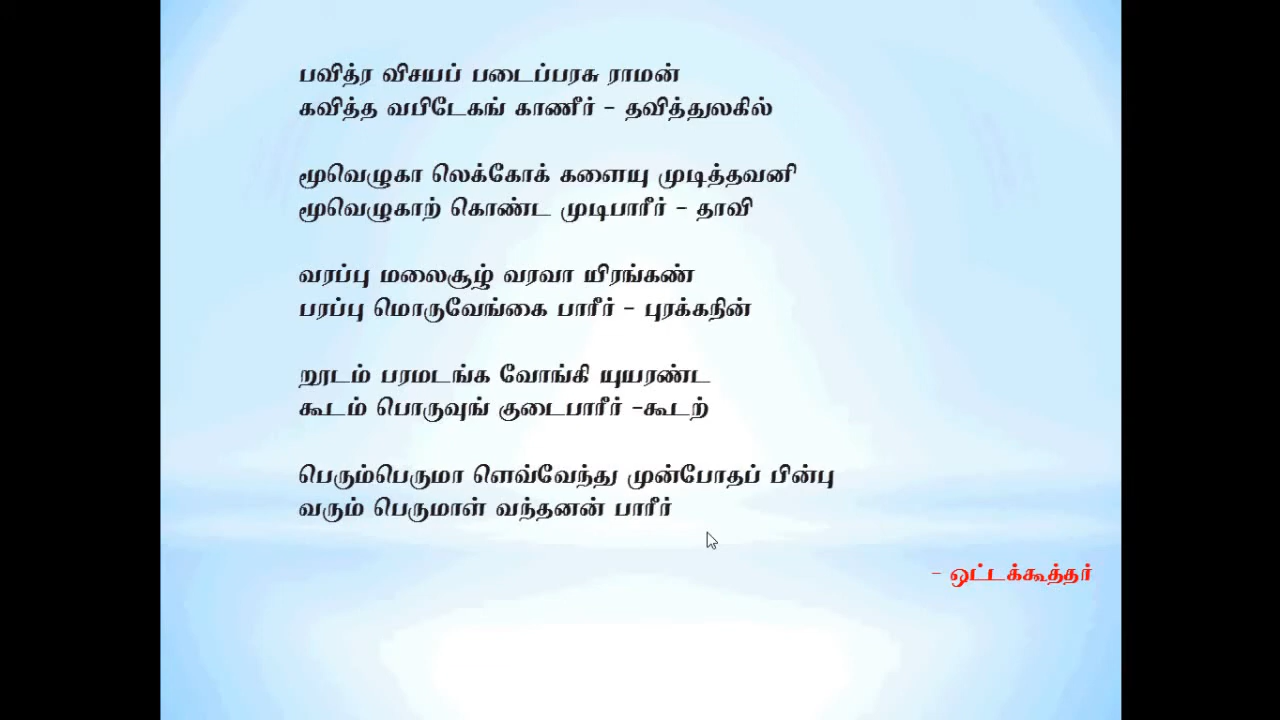 பவித்ர விசயப் படைப்பரசு ராமன்
கவித்த வபிடேகங் காணீர் - தவித்துலகில்
மூவெழுகா லெக்கோக் களையு முடித்தவனி
மூவெழுகாற் கொண்ட முடிபாரீர் - தாவி
வரப்பு மலைசூழ் வரவா யிரங்கண்
பரப்பு மொருவேங்கை பாரீர் - புரக்கநின்
றூடம் பரமடங்க வோங்கி யுயரண்ட
கூடம் பொருவுங் குடைபாரீர் -கூடற்
பெரும்பெருமா ளெவ்வேந்து முன்போதப் பின்பு
வரும் பெருமாள் வந்தனன் பாரீர்
- ஒட்டக்கூத்தர்